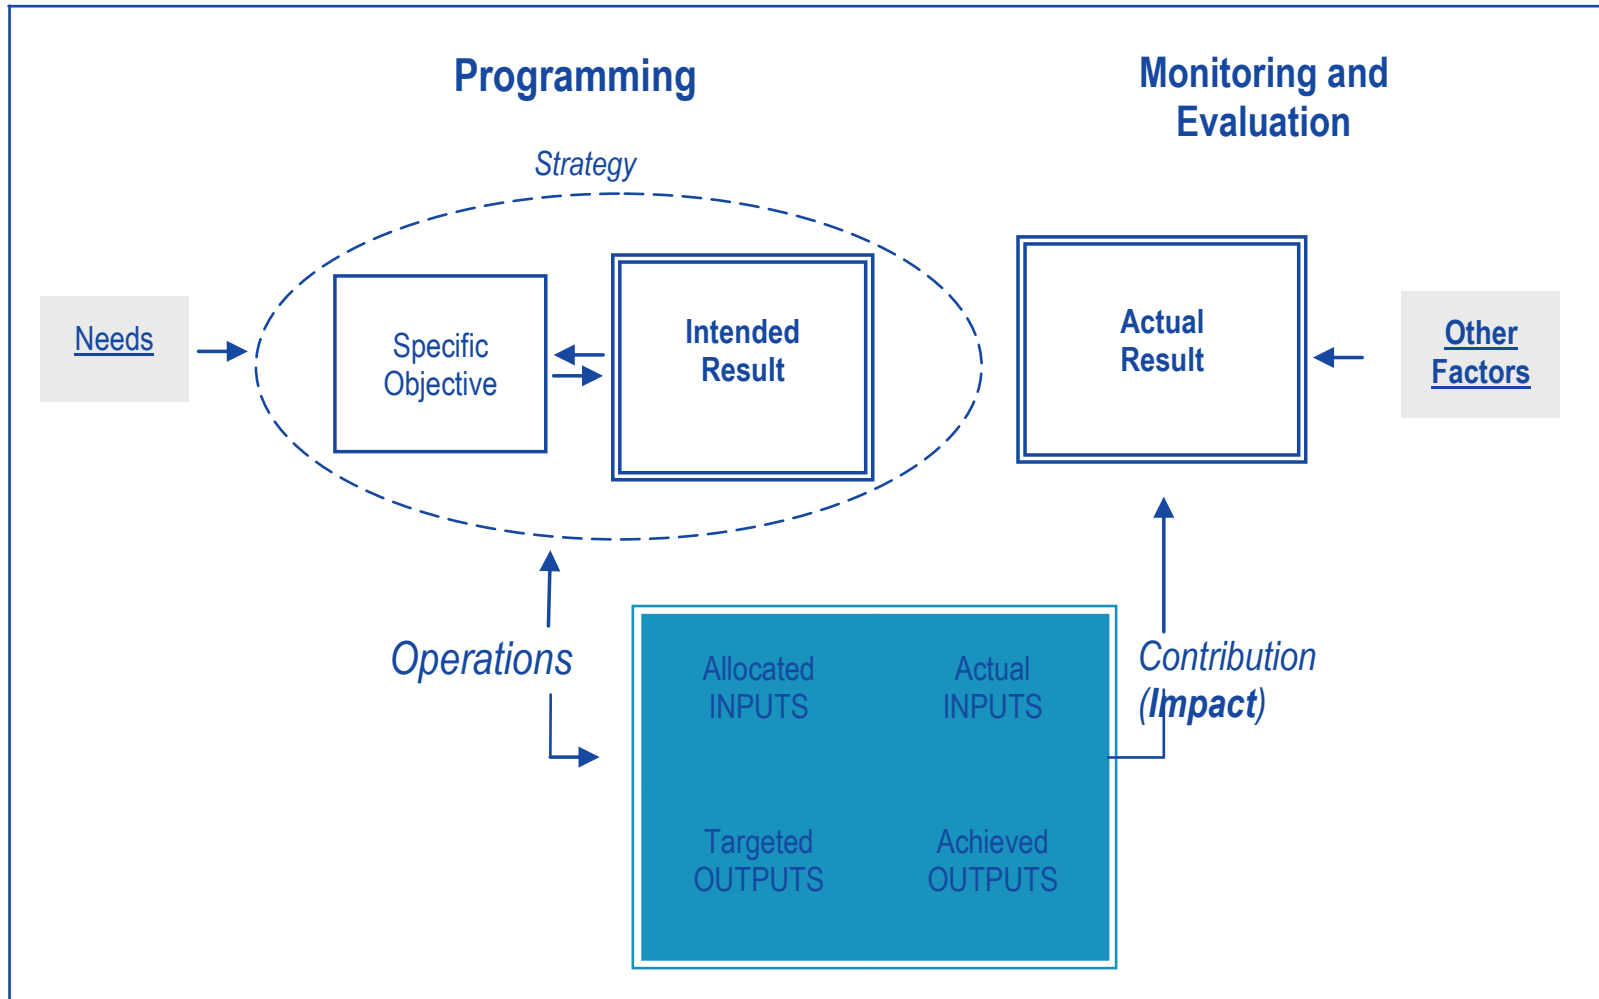 Programming
Monitoring and
Evaluation
Strategy
Needs
Specific
Objective
Intended
Result
Actual
Result
Other
Factors
Operations
Allocated
INPUTS
Actual
INPUTS
Contribution
(Impact)
Targeted
OUTPUTS
Achieved
OUTPUTS